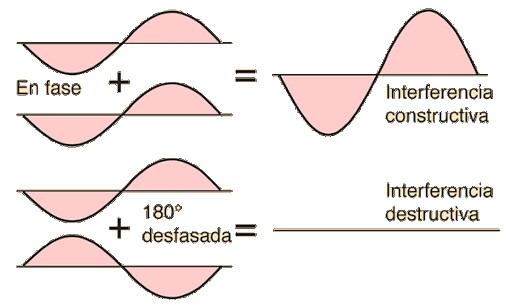 En fase
+
=
Interferencia
constructiva
+
180°
desfasada
=
Interferencia
destructiva